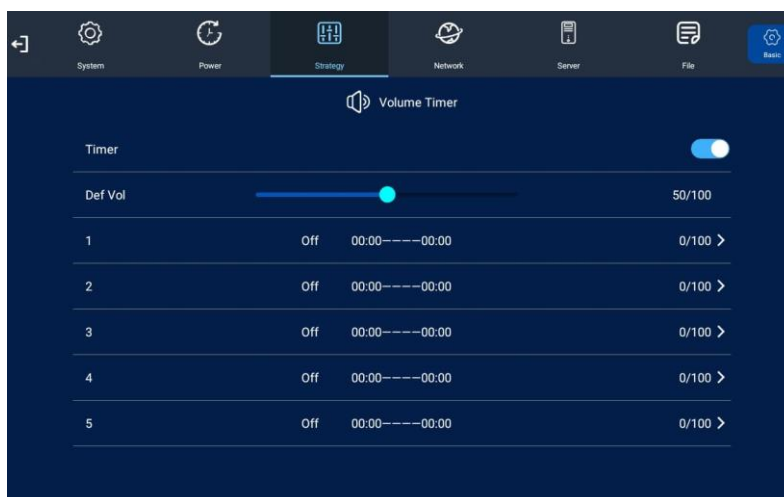 System Power Strategy Network Server File Basic
Volume Timer
Timer
Def Vol 50/100
1 Off 00:00————00:00 0/100
2 Off 00:00————00:00 0/100
3 Off 00:00————00:00 0/100
4 Off 00:00————00:00 0/100
5 Off 00:00————00:00 0/100